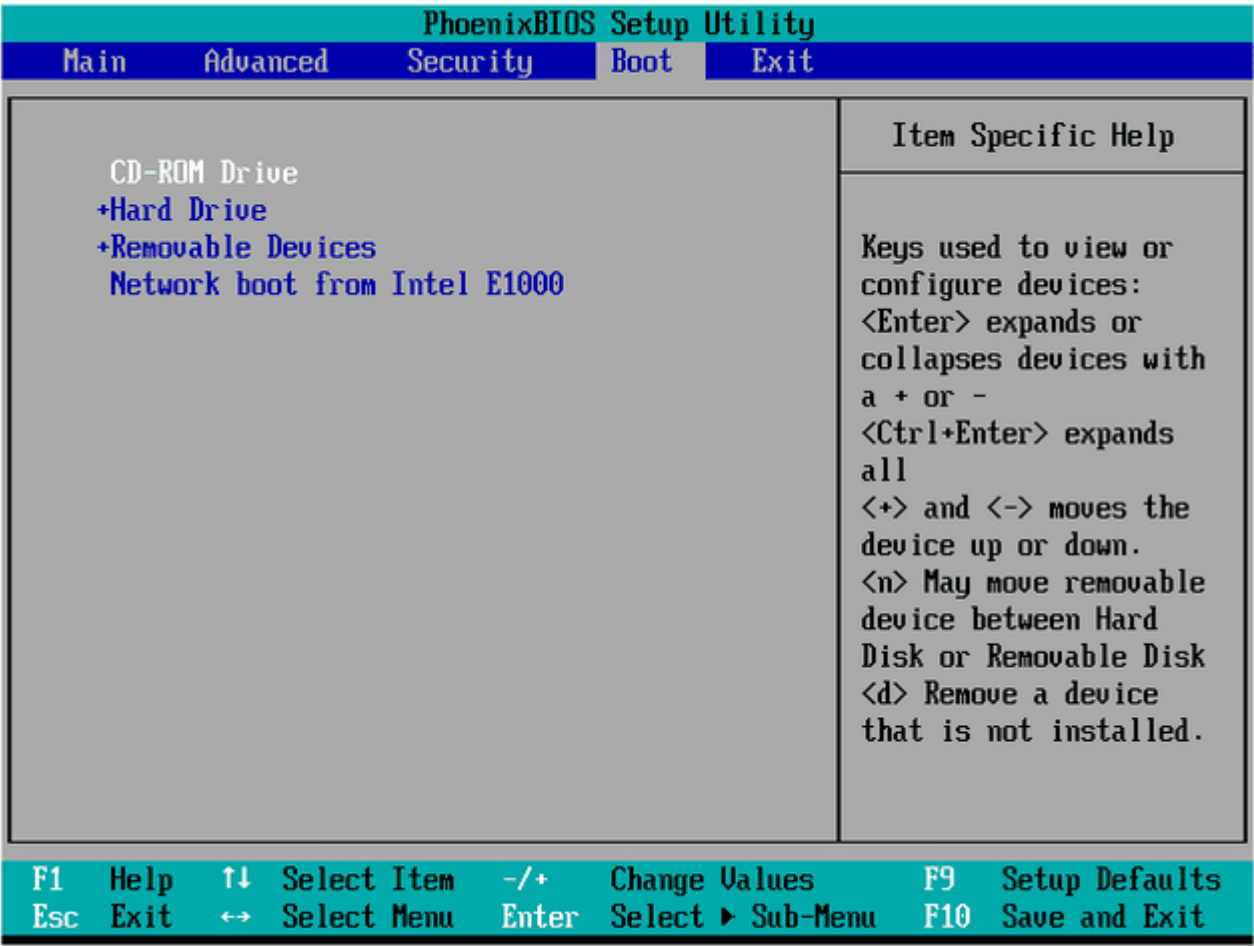 PhoenixBIOS Setup Utility
Main Advanced Security Boot Exit
CD-ROM Drive
+Hard Drive
+Removable Devices
Network boot from Intel E1000
Item Specific Help
Keys used to view or
configure devices:
<Enter> expands or
collapses devices with
a + or -
<Ctrl+Enter> expands
all
<+> and <-> moves the
device up or down.
<n> May move removable
device between Hard
Disk or Removable Disk
<d> Remove a device
that is not installed.
F1 Help ↑↓ Select Item -/+ Change Values F9 Setup Defaults
Esc Exit ↔ Select Menu Enter Select ▶ Sub-Menu F10 Save and Exit